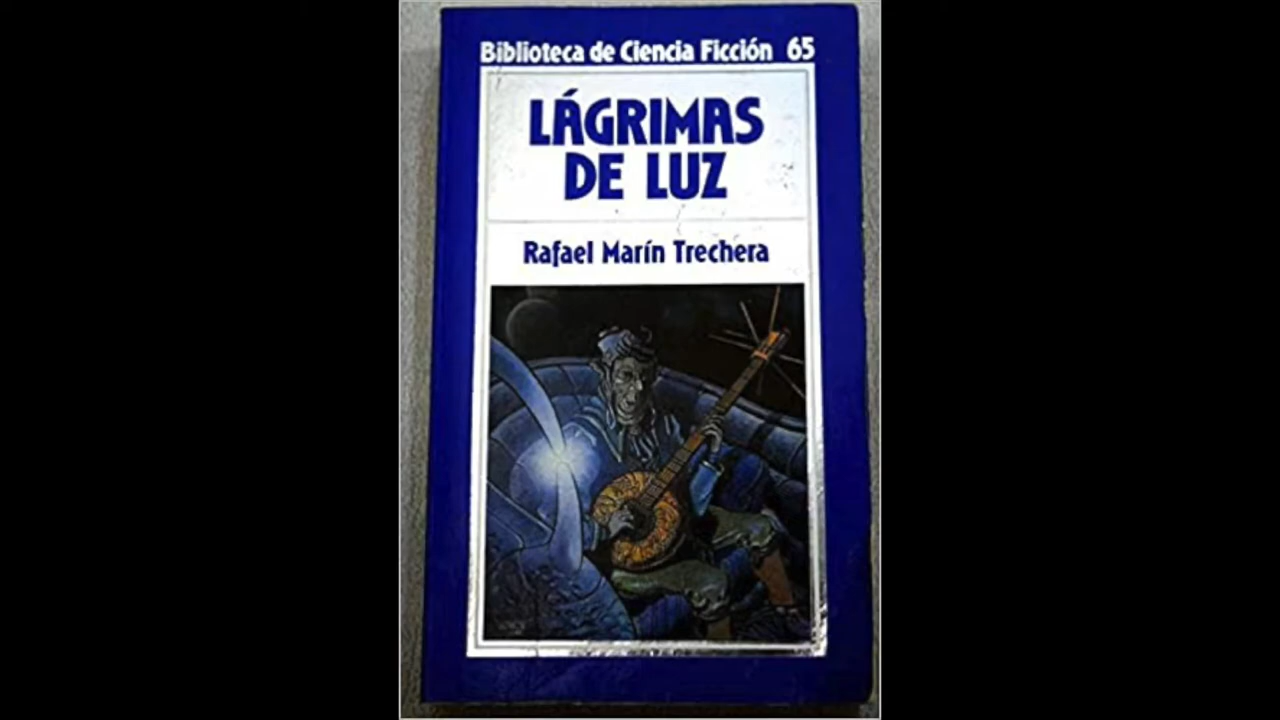 Biblioteca de Ciencia Ficción 65
LÁGRIMAS
DE LUZ
Rafael Marín Trechera